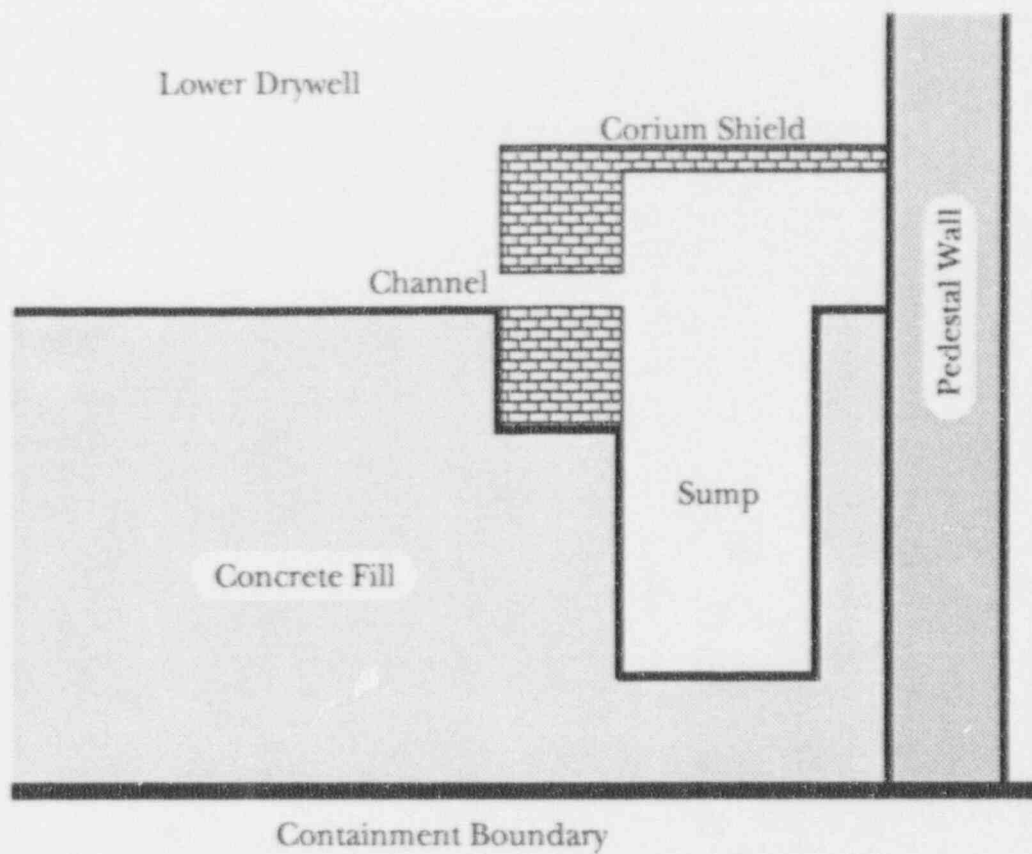 Lower Drywell
Corium Shield
Channel
Pedestal Wall
Sump
Concrete Fill
Containment Boundary